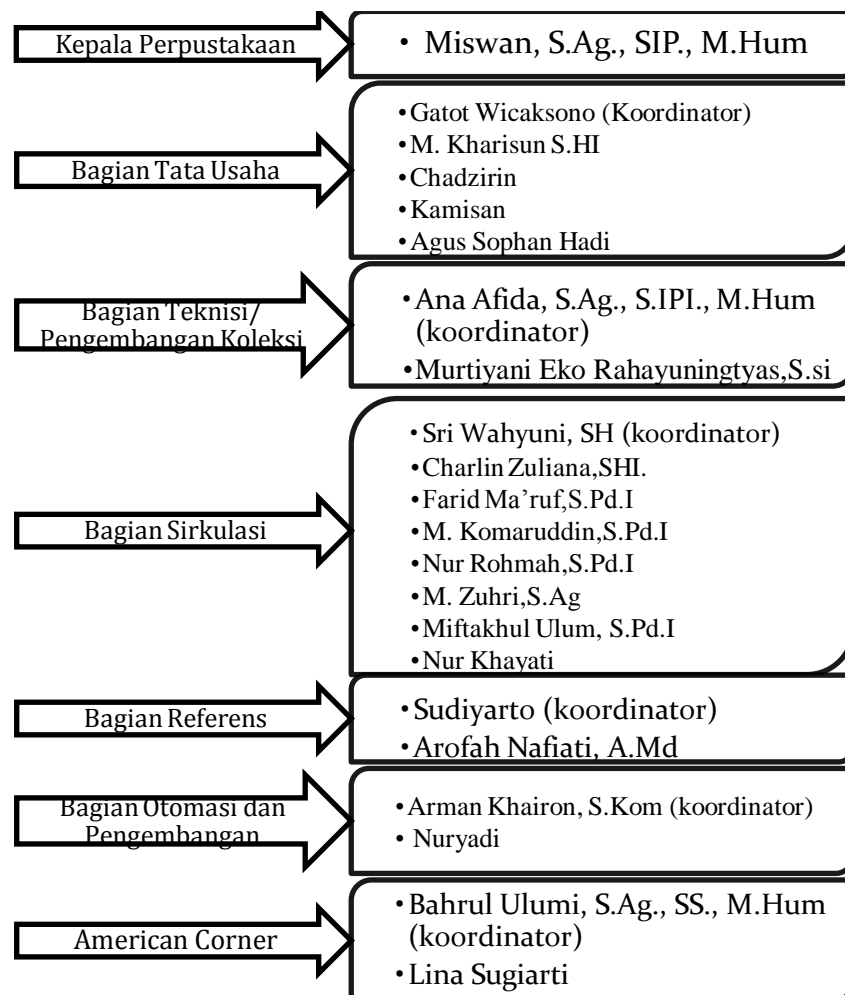 Kepala Perpustakaan
• Miswan, S.Ag., SIP., M.Hum
Bagian Tata Usaha
• Gatot Wicaksono (Koordinator)
• M. Kharisun S.HI
• Chadzirin
• Kamisan
• Agus Sophan Hadi
Bagian Teknisi/
Pengembangan Koleksi
• Ana Afida, S.Ag., S.IPI., M.Hum
(koordinator)
• Murtiyani Eko Rahayuningtyas,S.si
Bagian Sirkulasi
• Sri Wahyuni, SH (koordinator)
• Charlin Zuliana,SHI.
• Farid Ma’ruf,S.Pd.I
• M. Komaruddin,S.Pd.I
• Nur Rohmah,S.Pd.I
• M. Zuhri,S.Ag
• Miftakhul Ulum, S.Pd.I
• Nur Khayati
Bagian Referens
• Sudiyarto (koordinator)
• Arofah Nafiati, A.Md
Bagian Otomasi dan
Pengembangan
• Arman Khairon, S.Kom (koordinator)
• Nuryadi
American Corner
• Bahrul Ulumi, S.Ag., SS., M.Hum
(koordinator)
• Lina Sugiarti